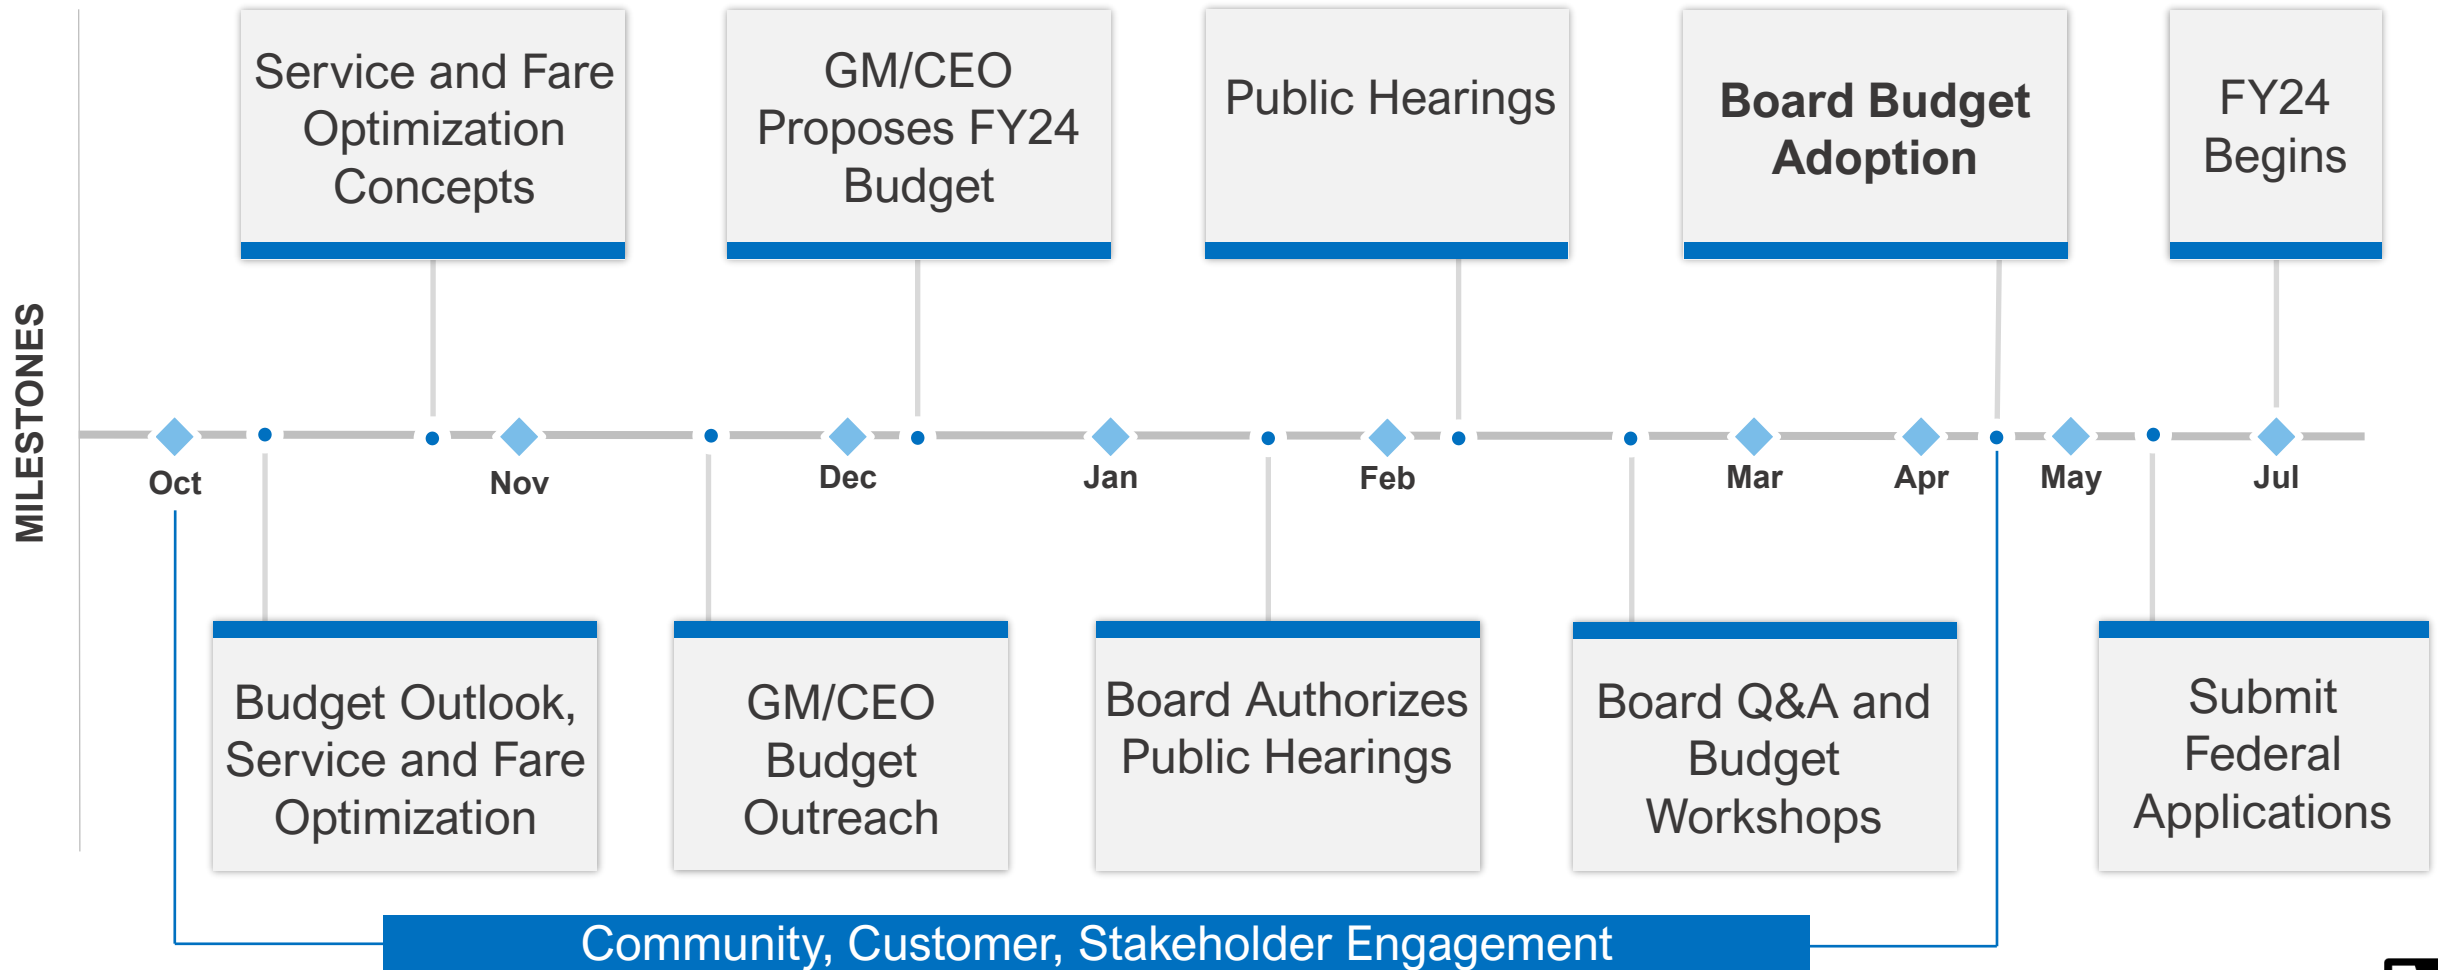 MILESTONES
Service and Fare
Optimization
Concepts
GM/CEO
Proposes FY24
Budget
Public Hearings
Board Budget
Adoption
FY24
Begins
Oct
Nov
Dec
Jan
Feb
Mar
Apr
May
Jul
Budget Outlook,
Service and Fare
Optimization
GM/CEO
Budget
Outreach
Board Authorizes
Public Hearings
Board Q&A and
Budget
Workshops
Submit
Federal
Applications
Community, Customer, Stakeholder Engagement